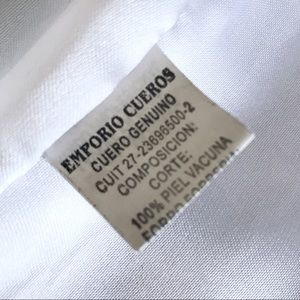 EMPORIO CUEROS
CUERO GENUINO
CUIT 27-23696500-2
COMPOSICION:
CORTE.
100% PIEL VACUNA